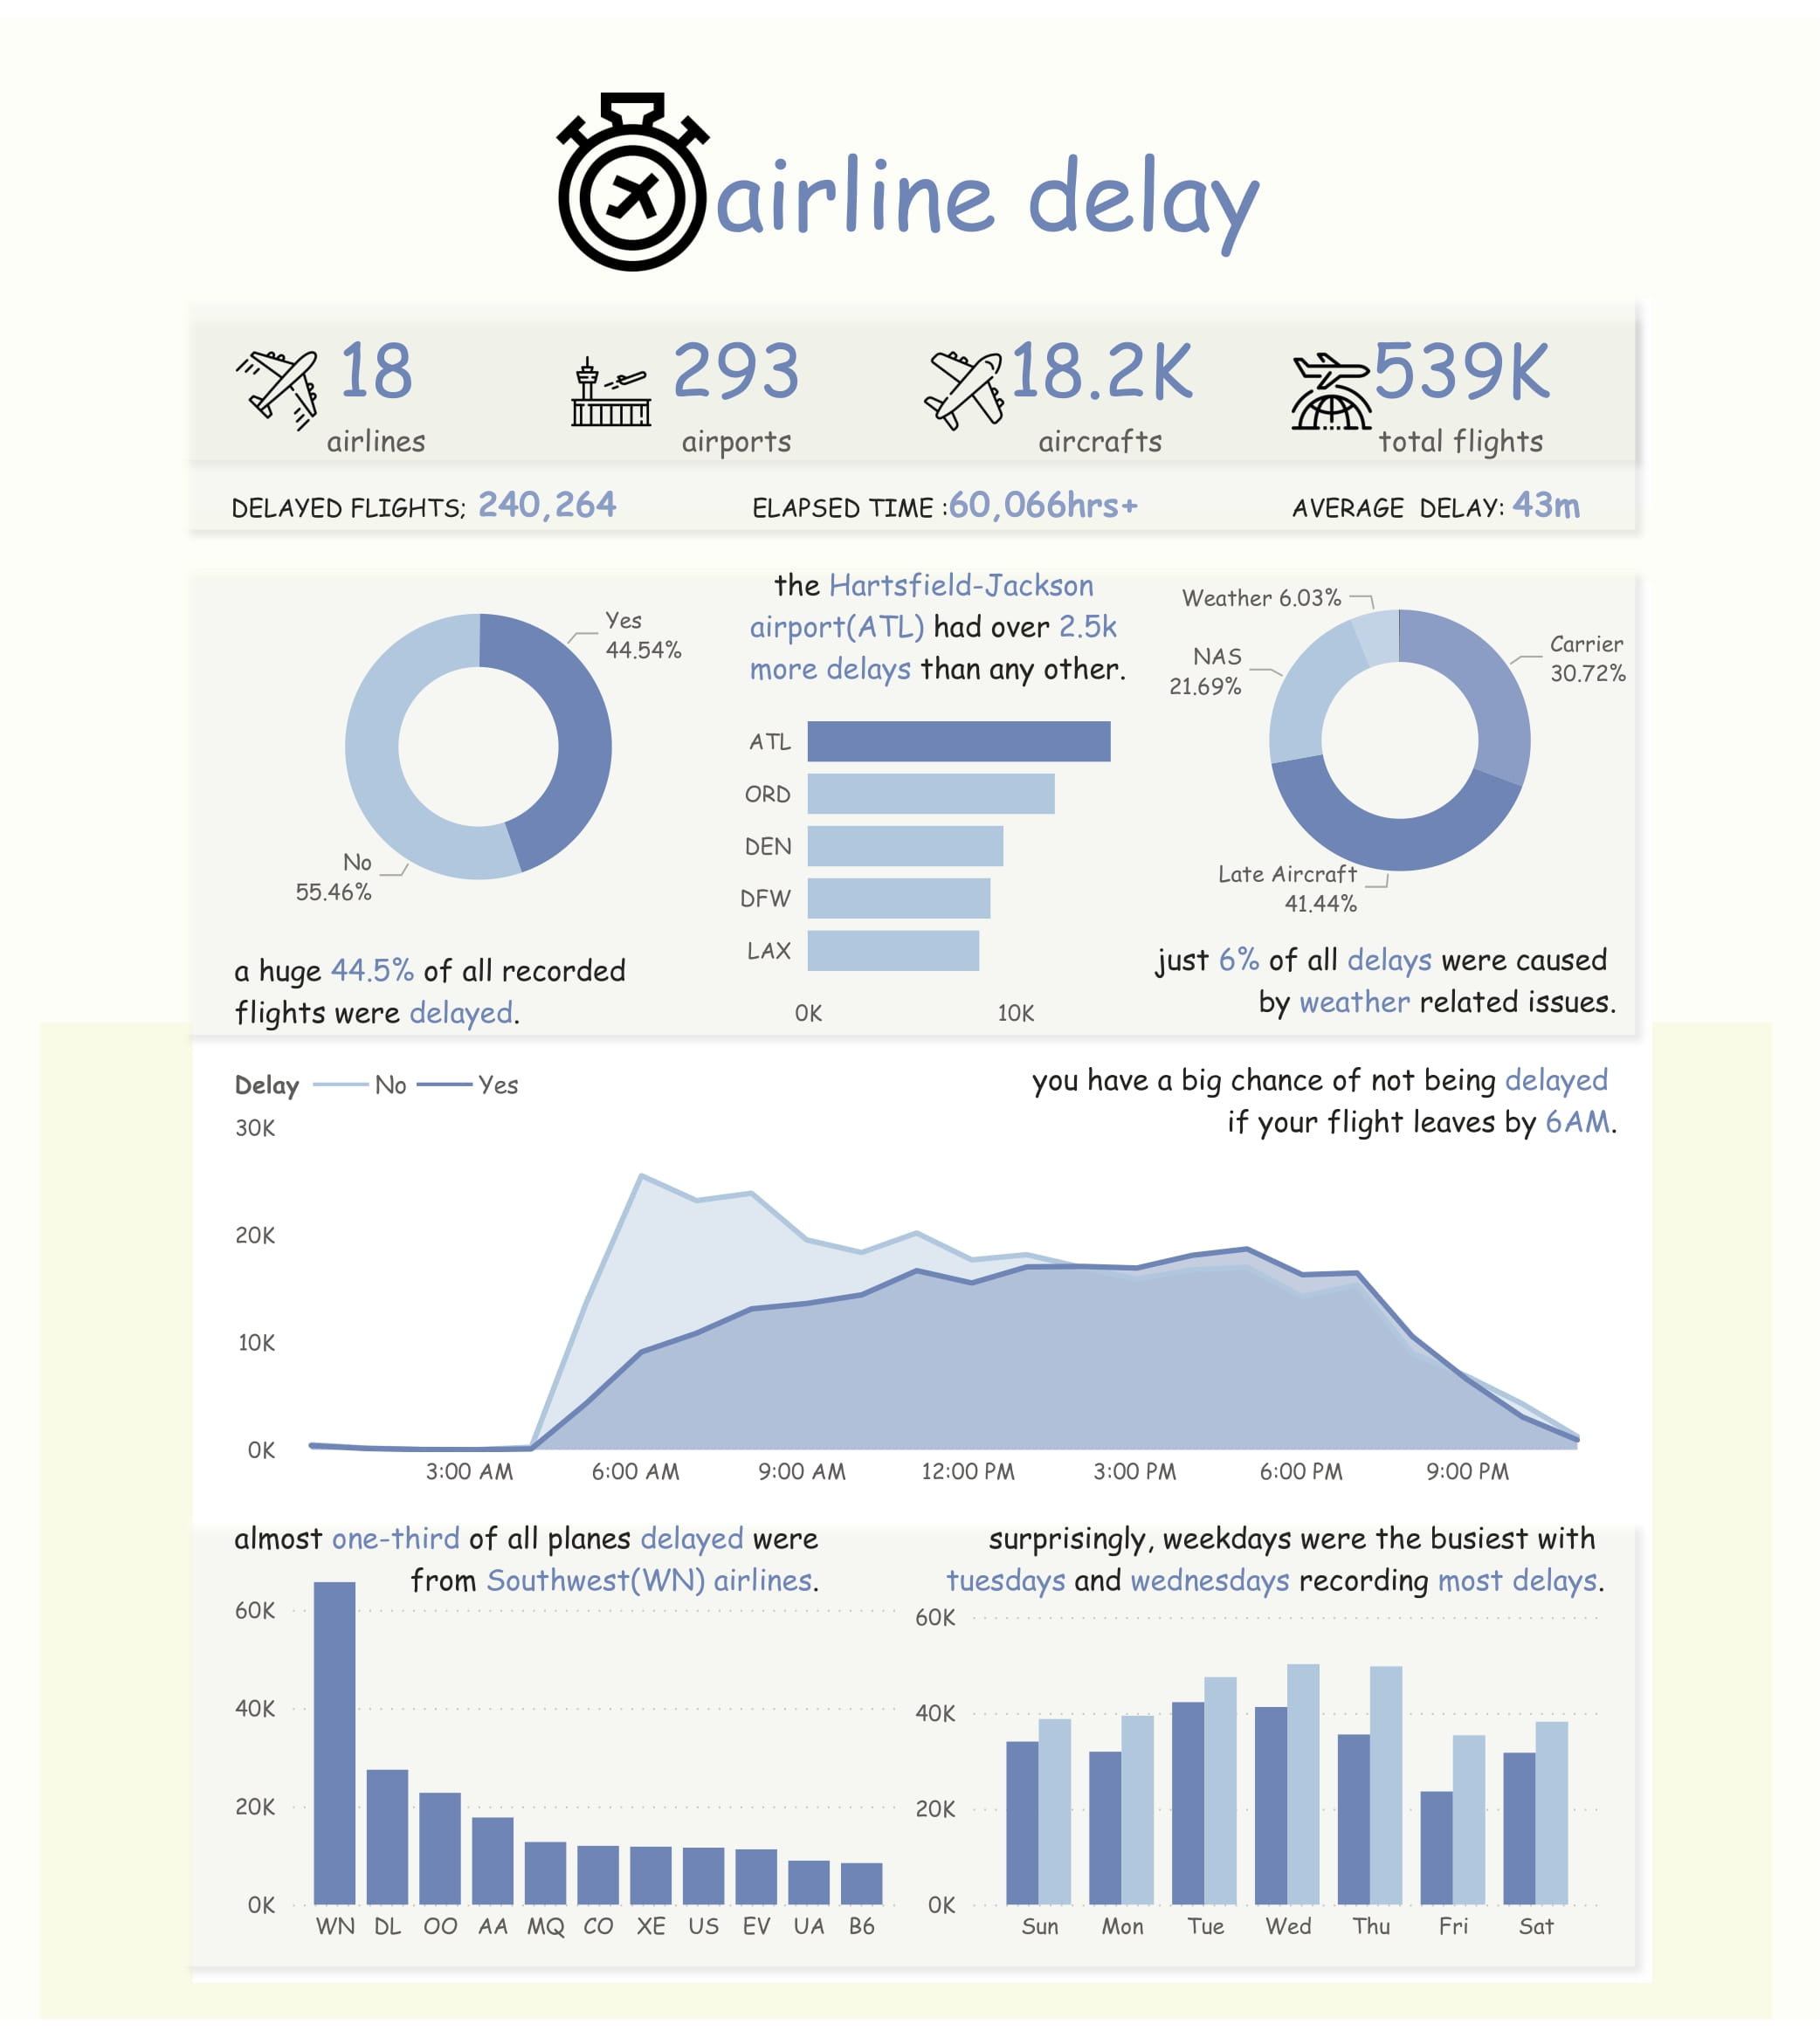 airline delay
18
airlines
293
airports
18.2K
aircrafts
539K
total flights
DELAYED FLIGHTS; 240,264
ELAPSED TIME :60,066hrs+
AVERAGE DELAY: 43m
Yes
44.54%
No
55.46%
a huge 44.5% of all recorded
flights were delayed.
the Hartsfield-Jackson
airport(ATL) had over 2.5k
more delays than any other.
ATL
ORD
DEN
DFW
LAX
0K 10K
Weather 6.03%
NAS
21.69%
Carrier
30.72%
Late Aircraft
41.44%
just 6% of all delays were caused
by weather related issues.
Delay No Yes
you have a big chance of not being delayed
if your flight leaves by 6AM.
30K
20K
10K
0K
3:00 AM 6:00 AM 9:00 AM 12:00 PM 3:00 PM 6:00 PM 9:00 PM
almost one-third of all planes delayed were
from Southwest(WN) airlines.
60K
40K
20K
0K
WN DL OO AA MQ CO XE US EV UA B6
surprisingly, weekdays were the busiest with
tuesdays and wednesdays recording most delays.
60K
40K
20K
0K
Sun Mon Tue Wed Thu Fri Sat